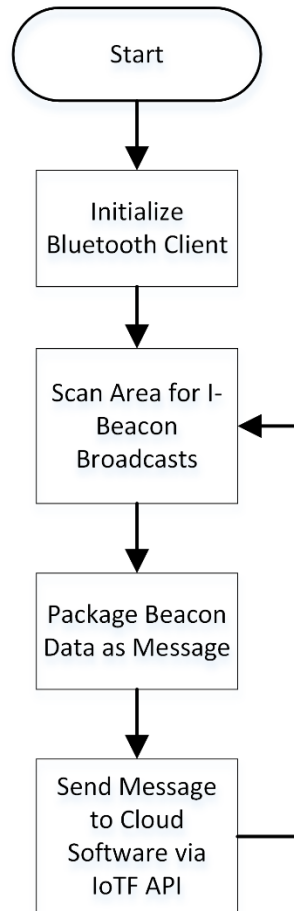 Start
Initialize
Bluetooth Client
Scan Area for I-
Beacon
Broadcasts
Package Beacon
Data as Message
Send Message
to Cloud
Software via
IoTF API